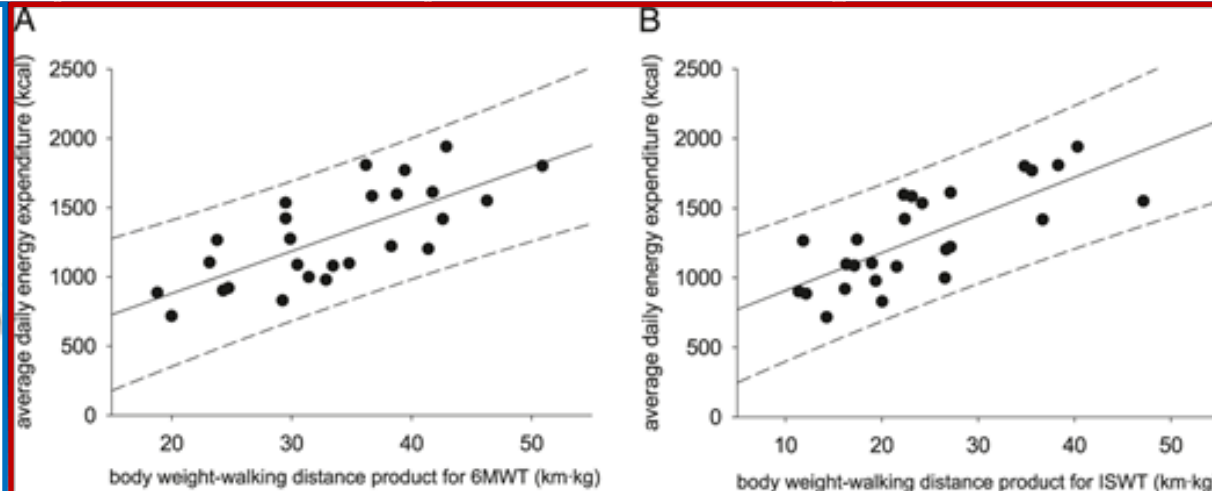 A
average daily energy expenditure (kcal)
2500
2000
1500
1000
500
0
20 30 40 50
body weight-walking distance product for 6MWT (km·kg)
B
average daily energy expenditure (kcal)
2500
2000
1500
1000
500
0
10 20 30 40 50
body weight-walking distance product for ISWT (km·kg